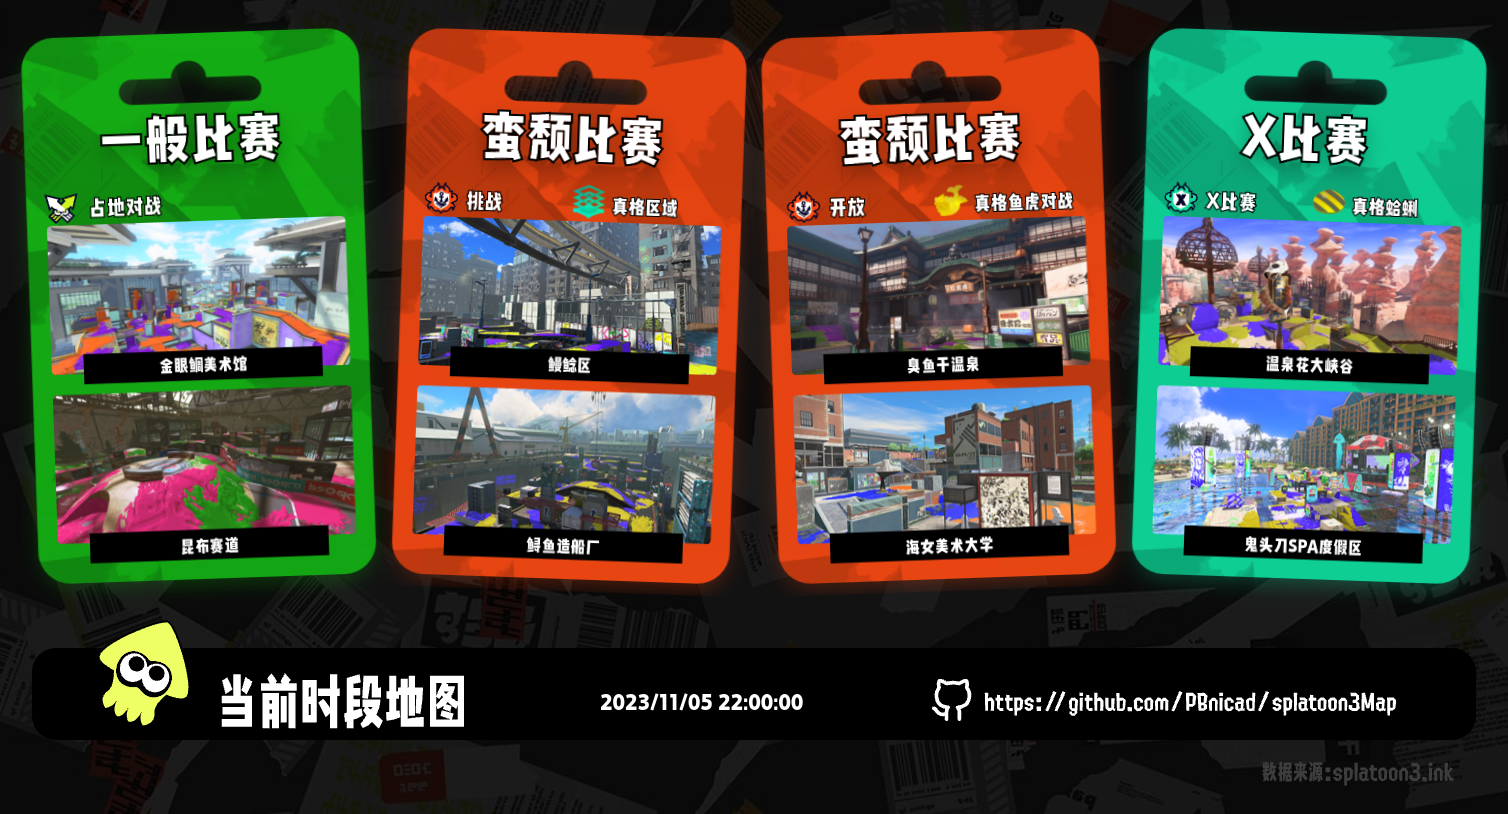 一般比赛
占地对战
金眼鲷美术馆
昆布赛道
蛮颓比赛
挑战
真格区域
鳗鲶区
鲟鱼造船厂
蛮颓比赛
开放
真格鱼虎对战
臭鱼干温泉
海女美术大学
X比赛
X比赛
真格蛤蜊
温泉花大峡谷
鬼头刀SPA度假区
当前时段地图
2023/11/05 22:00:00
https://github.com/PBnicad/splatoon3Map
数据来源:splatoon3.ink